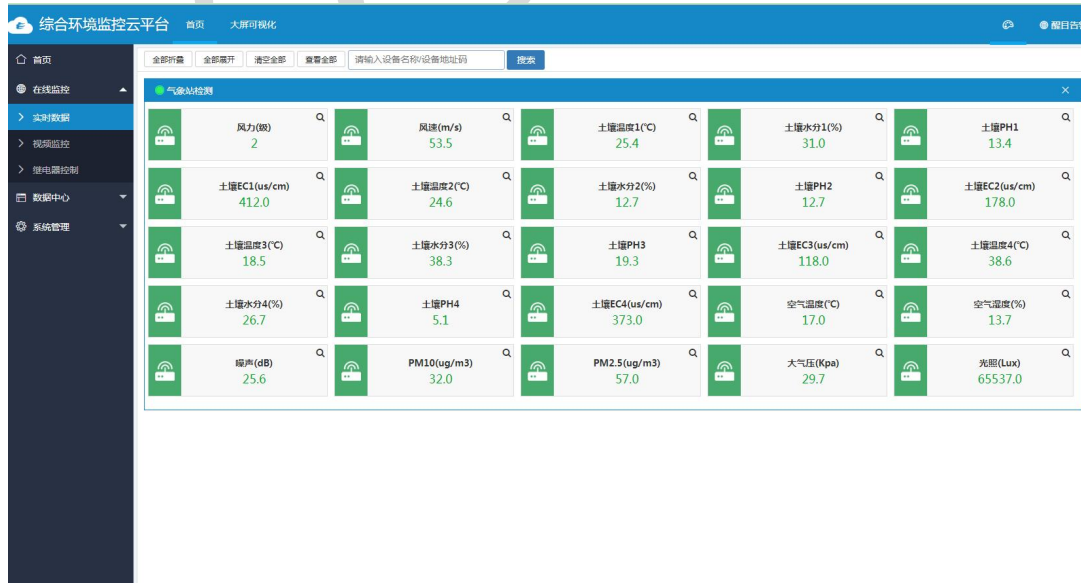 综合环境监控云平台 首页 大屏可视化
首页
在线监控
实时数据
视频监控
继电器控制
数据中心
系统管理
全部折叠 全部展开 清空全部 查看全部 请输入设备名称/设备地址码 搜索
气象站检测
风力(级) 风速(m/s) 土壤温度1(℃) 土壤水分1(%) 土壤PH1
2 53.5 25.4 31.0 13.4
土壤EC1(us/cm) 土壤温度2(℃) 土壤水分2(%) 土壤PH2 土壤EC2(us/cm)
412.0 24.6 12.7 12.7 178.0
土壤温度3(℃) 土壤水分3(%) 土壤PH3 土壤EC3(us/cm) 土壤温度4(℃)
18.5 38.3 19.3 118.0 38.6
土壤水分4(%) 土壤PH4 土壤EC4(us/cm) 空气温度(℃) 空气湿度(%)
26.7 5.1 373.0 17.0 13.7
噪声(dB) PM10(ug/m3) PM2.5(ug/m3) 大气压(Kpa) 光照(Lux)
25.6 32.0 57.0 29.7 65537.0